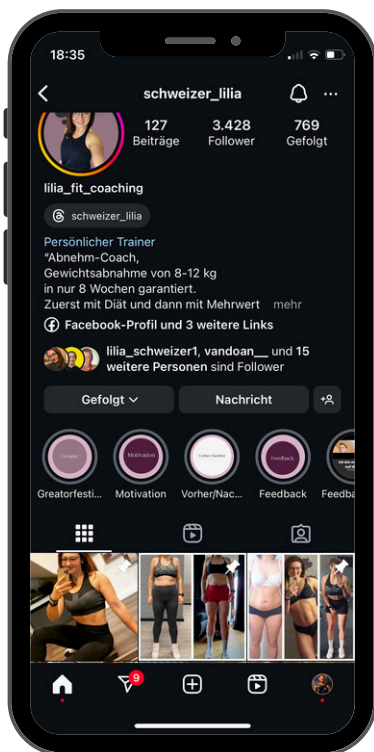 18:35
schweizer_lilia
127 3.428 769
Beiträge Follower Gefolgt
lilia_fit_coaching
schweizer_lilia
Persönlicher Trainer
“Abnehm-Coach,
Gewichtsabnahme von 8-12 kg
in nur 8 Wochen garantiert.
Zuerst mit Diät und dann mit Mehrwert mehr
Facebook-Profil und 3 weitere Links
lilia_schweizer1, vandoan__ und 15
weitere Personen sind Follower
Gefolgt Nachricht
Motivation Vorher/Nachher Feedback
Greatorfesti... Motivation Vorher/Nac... Feedback Feedba
9